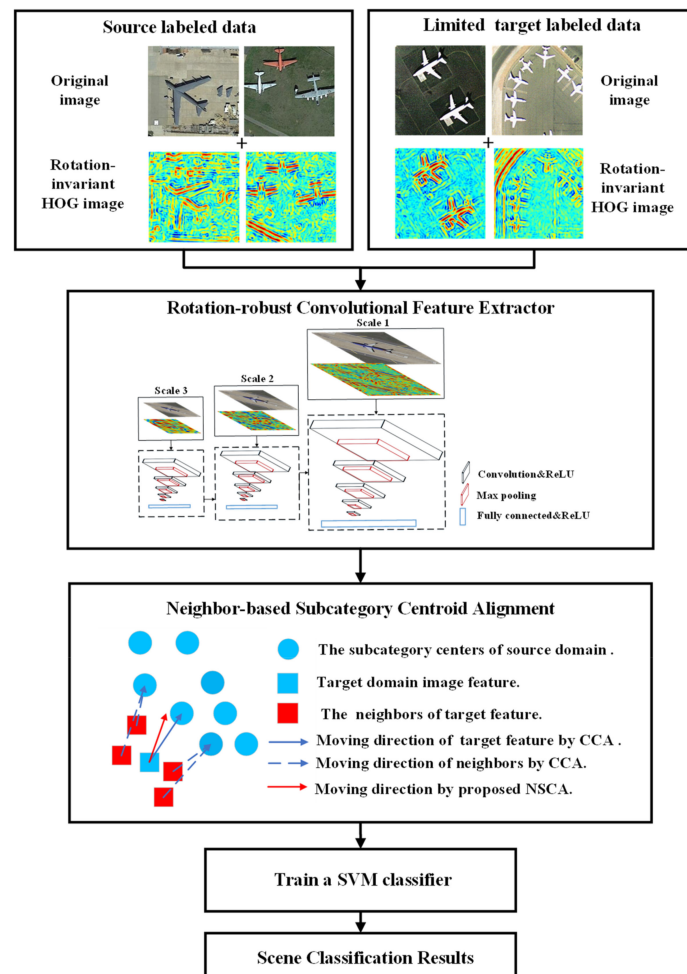 Source labeled data
Original
image
+
Rotation-
invariant
HOG image
Limited target labeled data
Original
image
+
Rotation-
invariant
HOG image
Rotation-robust Convolutional Feature Extractor
Scale 1
Scale 2
Scale 3
Convolution&ReLU
Max pooling
Fully connected&ReLU
Neighbor-based Subcategory Centroid Alignment
The subcategory centers of source domain .
Target domain image feature.
The neighbors of target feature.
Moving direction of target feature by CCA .
Moving direction of neighbors by CCA.
Moving direction by proposed NSCA.
Train a SVM classifier
Scene Classification Results